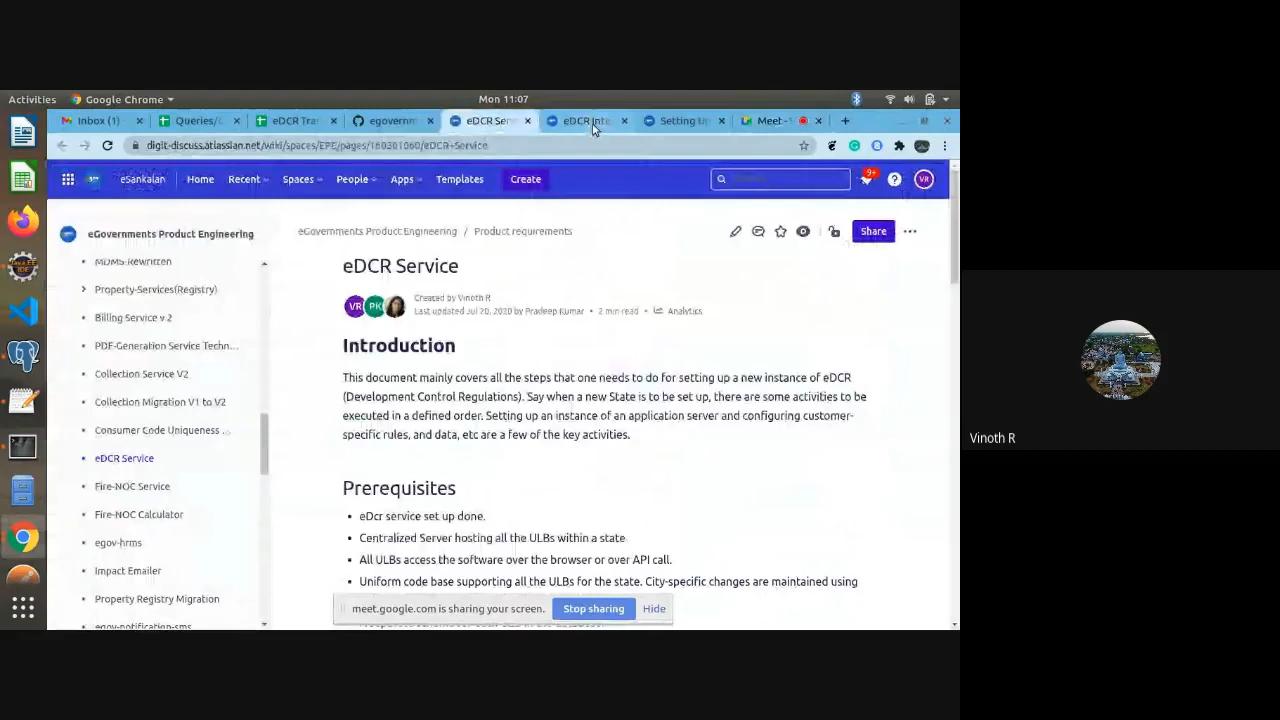 Activities Google Chrome Mon 11:07
Inbox (1) Queries/ eDCR Tra egovernm eDCR Ser eDCR Inte Setting Up Meet -
digit-discuss.atlassian.net/wiki/spaces/EPE/pages/160301060/eDCR+Service
eSankalan Home Recent Spaces People Apps Templates Create 9+ VR
eGovernments Product Engineering
MDMS-Rewritten
Property-Services(Registry)
Billing Service v 2
PDF-Generation Service Techn...
Collection Service V2
Collection Migration V1 to V2
Consumer Code Uniqueness ...
eDCR Service
Fire-NOC Service
Fire-NOC Calculator
egov-hrms
Impact Emailer
Property Registry Migration
egov-notification-sms
eGovernments Product Engineering / Product requirements
Share
eDCR Service
VR PK
Created by Vinoth R
Last updated Jul 20, 2020 by Pradeep Kumar • 2 min read • Analytics
Introduction
This document mainly covers all the steps that one needs to do for setting up a new instance of eDCR
(Development Control Regulations). Say when a new State is to be set up, there are some activities to be
executed in a defined order. Setting up an instance of an application server and configuring customer-
specific rules, and data, etc are a few of the key activities.
Prerequisites
• eDcr service set up done.
• Centralized Server hosting all the ULBs within a state
• All ULBs access the software over the browser or over API call.
• Uniform code base supporting all the ULBs for the state. City-specific changes are maintained using
meet.google.com is sharing your screen. Stop sharing Hide
Vinoth R